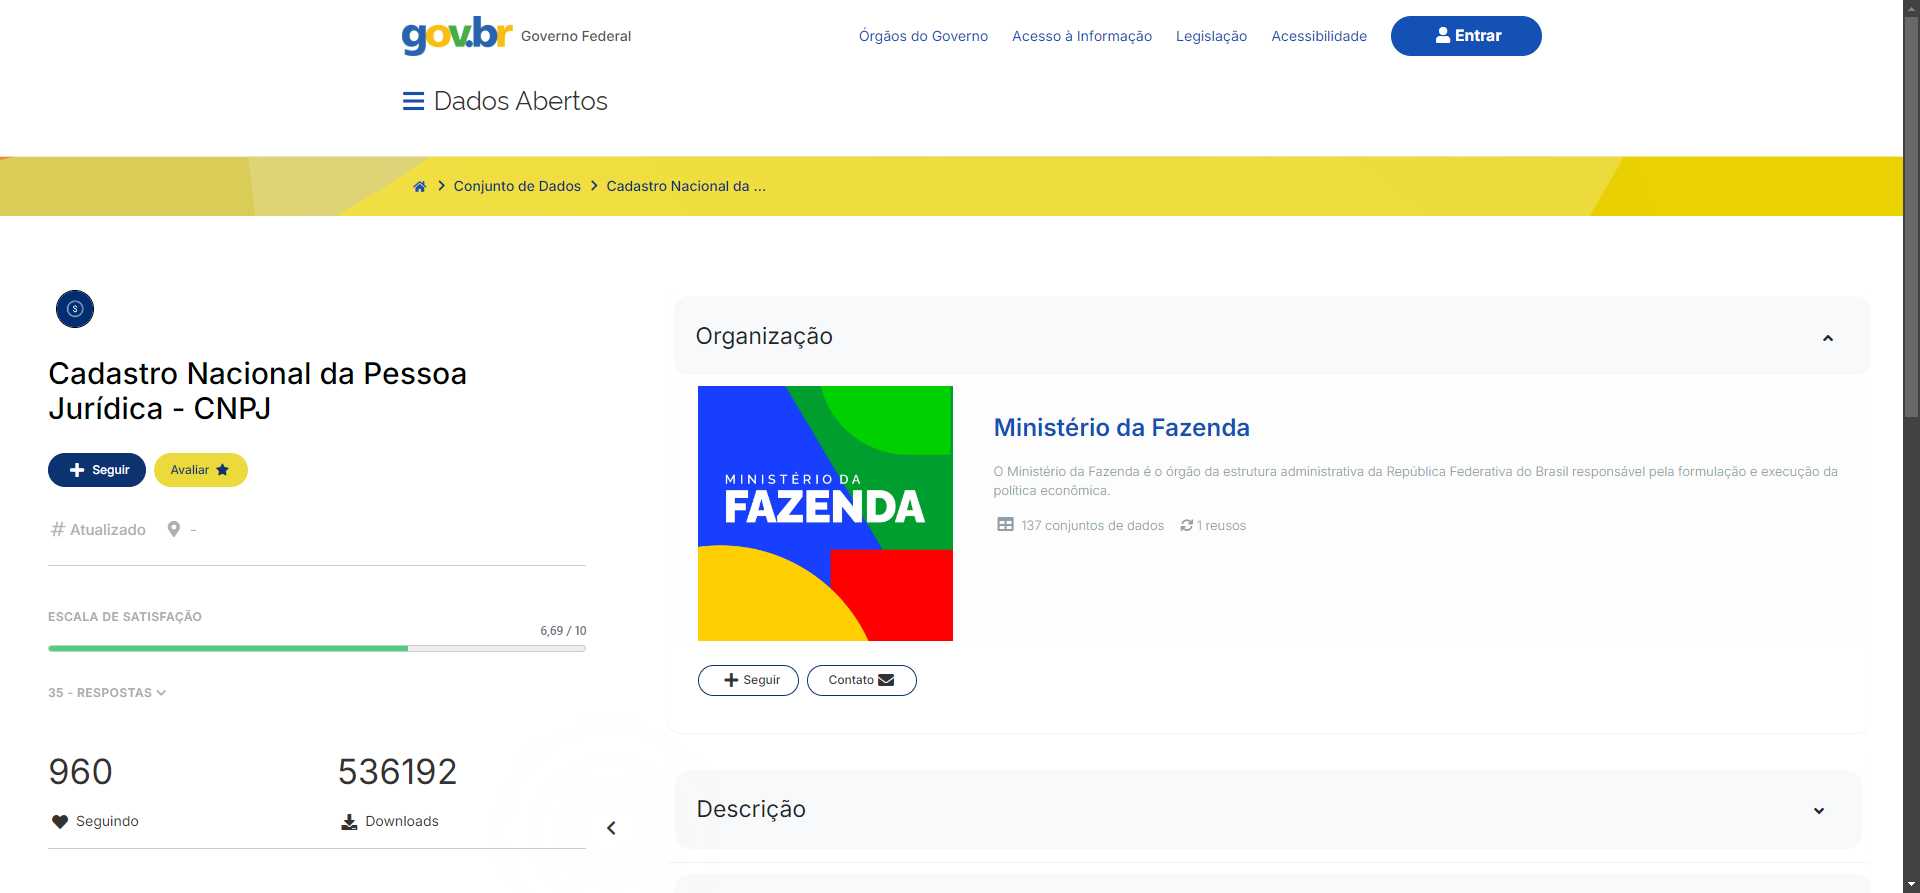 gov.br Governo Federal
Órgãos do Governo Acesso à Informação Legislação Acessibilidade Entrar
Dados Abertos
Conjunto de Dados Cadastro Nacional da ...
Cadastro Nacional da Pessoa
Jurídica - CNPJ
Seguir Avaliar
# Atualizado -
ESCALA DE SATISFAÇÃO
6,69 / 10
35 - RESPOSTAS
960 536192
Seguindo Downloads
Organização
MINISTÉRIO DA
FAZENDA
Ministério da Fazenda
O Ministério da Fazenda é o órgão da estrutura administrativa da República Federativa do Brasil responsável pela formulação e execução da
política econômica.
137 conjuntos de dados 1 reusos
Seguir Contato
Descrição